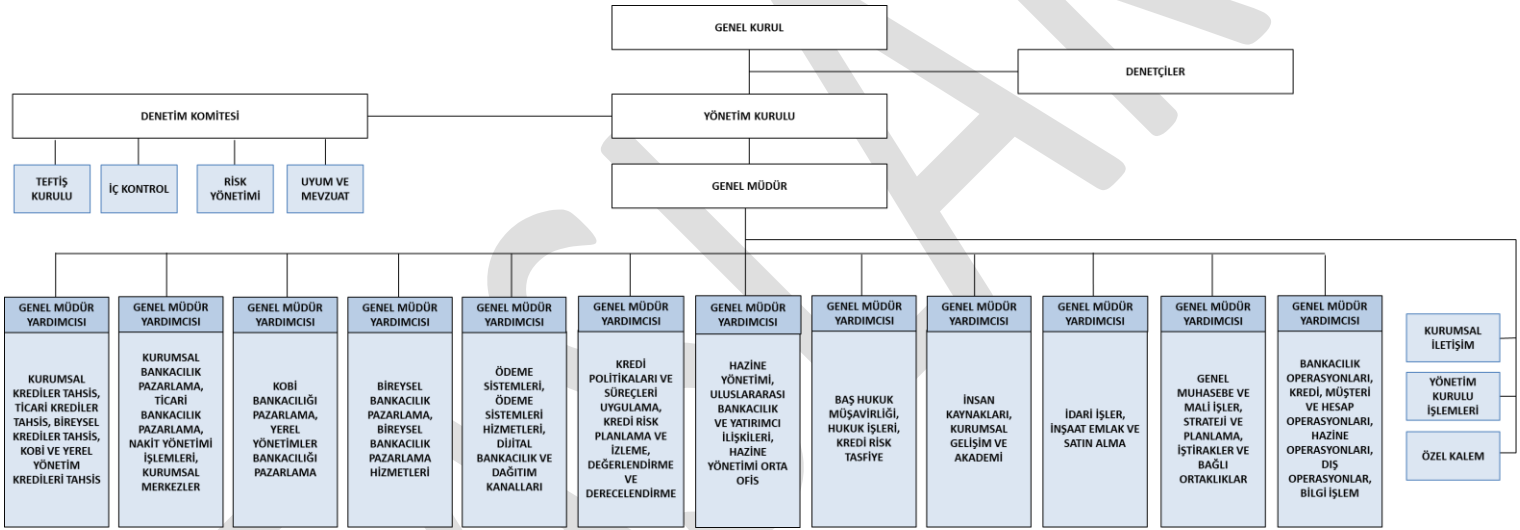 GENEL KURUL
DENETÇİLER
DENETİM KOMİTESİ
YÖNETİM KURULU
TEFTİŞ
KURULU
İÇ KONTROL
RİSK
YÖNETİMİ
UYUM VE
MEVZUAT
GENEL MÜDÜR
GENEL MÜDÜR
YARDIMCISI
KURUMSAL
KREDİLER TAHSİS,
TİCARİ KREDİLER
TAHSİS, BİREYSEL
KREDİLER TAHSİS,
KOBİ VE YEREL
YÖNETİM
KREDİLERİ TAHSİS
GENEL MÜDÜR
YARDIMCISI
KURUMSAL
BANKACILIK
PAZARLAMA,
TİCARİ
BANKACILIK
PAZARLAMA,
NAKİT YÖNETİMİ
İŞLEMLERİ,
KURUMSAL
MERKEZLER
GENEL MÜDÜR
YARDIMCISI
KOBİ
BANKACILIĞI
PAZARLAMA,
YEREL
YÖNETİMLER
BANKACILIĞI
PAZARLAMA
GENEL MÜDÜR
YARDIMCISI
BİREYSEL
BANKACILIK
PAZARLAMA,
BİREYSEL
BANKACILIK
PAZARLAMA
HİZMETLERİ
GENEL MÜDÜR
YARDIMCISI
ÖDEME
SİSTEMLERİ,
ÖDEME
SİSTEMLERİ
HİZMETLERİ,
DİJİTAL
BANKACILIK VE
DAĞITIM
KANALLARI
GENEL MÜDÜR
YARDIMCISI
KREDİ
POLİTİKALARI VE
SÜREÇLERİ
UYGULAMA,
KREDİ RİSK
PLANLAMA VE
İZLEME,
DEĞERLENDİRME
VE
DERECELENDİRME
GENEL MÜDÜR
YARDIMCISI
HAZİNE
YÖNETİMİ,
ULUSLARARASI
BANKACILIK
VE YATIRIMCI
İLİŞKİLERİ,
HAZİNE
YÖNETİMİ ORTA
OFİS
GENEL MÜDÜR
YARDIMCISI
BAŞ HUKUK
MÜŞAVİRLİĞİ,
HUKUK İŞLERİ,
KREDİ RİSK
TASFİYE
GENEL MÜDÜR
YARDIMCISI
İNSAN
KAYNAKLARI,
KURUMSAL
GELİŞİM VE
AKADEMİ
GENEL MÜDÜR
YARDIMCISI
İDARİ İŞLER,
İNŞAAT EMLAK VE
SATIN ALMA
GENEL MÜDÜR
YARDIMCISI
GENEL
MUHASEBE VE
MALİ İŞLER,
STRATEJİ VE
PLANLAMA,
İŞTİRAKLER VE
BAĞLI
ORTAKLIKLAR
GENEL MÜDÜR
YARDIMCISI
BANKACILIK
OPERASYONLARI,
KREDİ, MÜŞTERİ
VE HESAP
OPERASYONLARI,
HAZİNE
OPERASYONLARI,
DIŞ
OPERASYONLAR,
BİLGİ İŞLEM
KURUMSAL
İLETİŞİM
YÖNETİM
KURULU
İŞLEMLERİ
ÖZEL KALEM